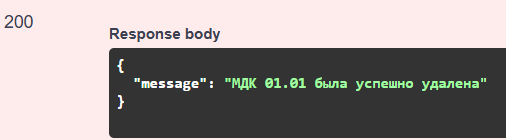 200
Response body
{
"message": "МДК 01.01 была успешно удалена"
}